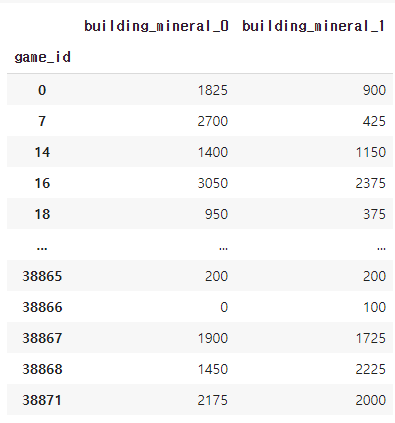 building_mineral_0 building_mineral_1
game_id
0 1825 900
7 2700 425
14 1400 1150
16 3050 2375
18 950 375
... ... ...
38865 200 200
38866 0 100
38867 1900 1725
38868 1450 2225
38871 2175 2000